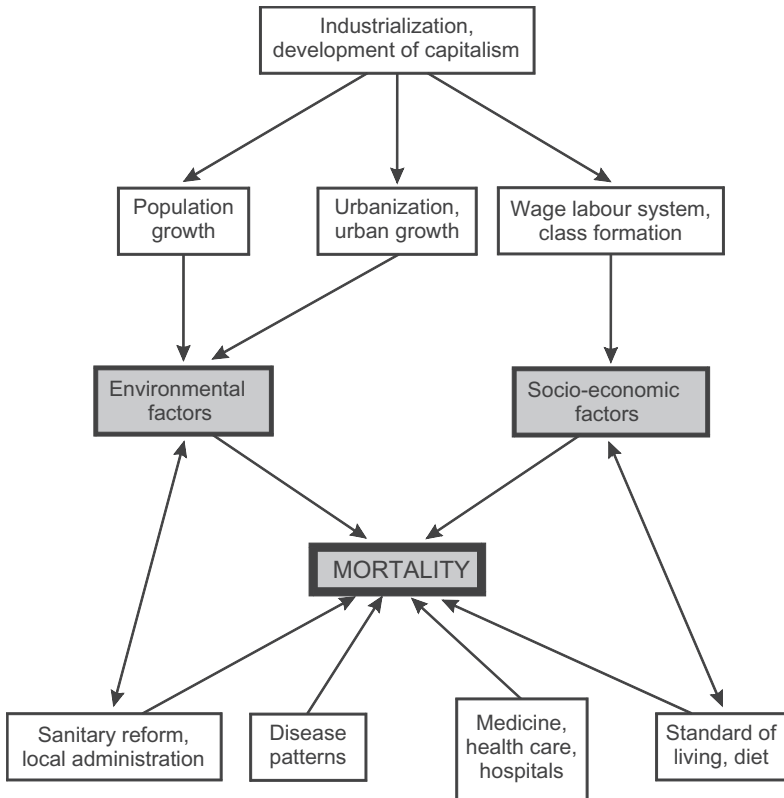 Industrialization,
development of capitalism
Population
growth
Urbanization,
urban growth
Wage labour system,
class formation
Environmental
factors
Socio-economic
factors
MORTALITY
Sanitary reform,
local administration
Disease
patterns
Medicine,
health care,
hospitals
Standard of
living, diet